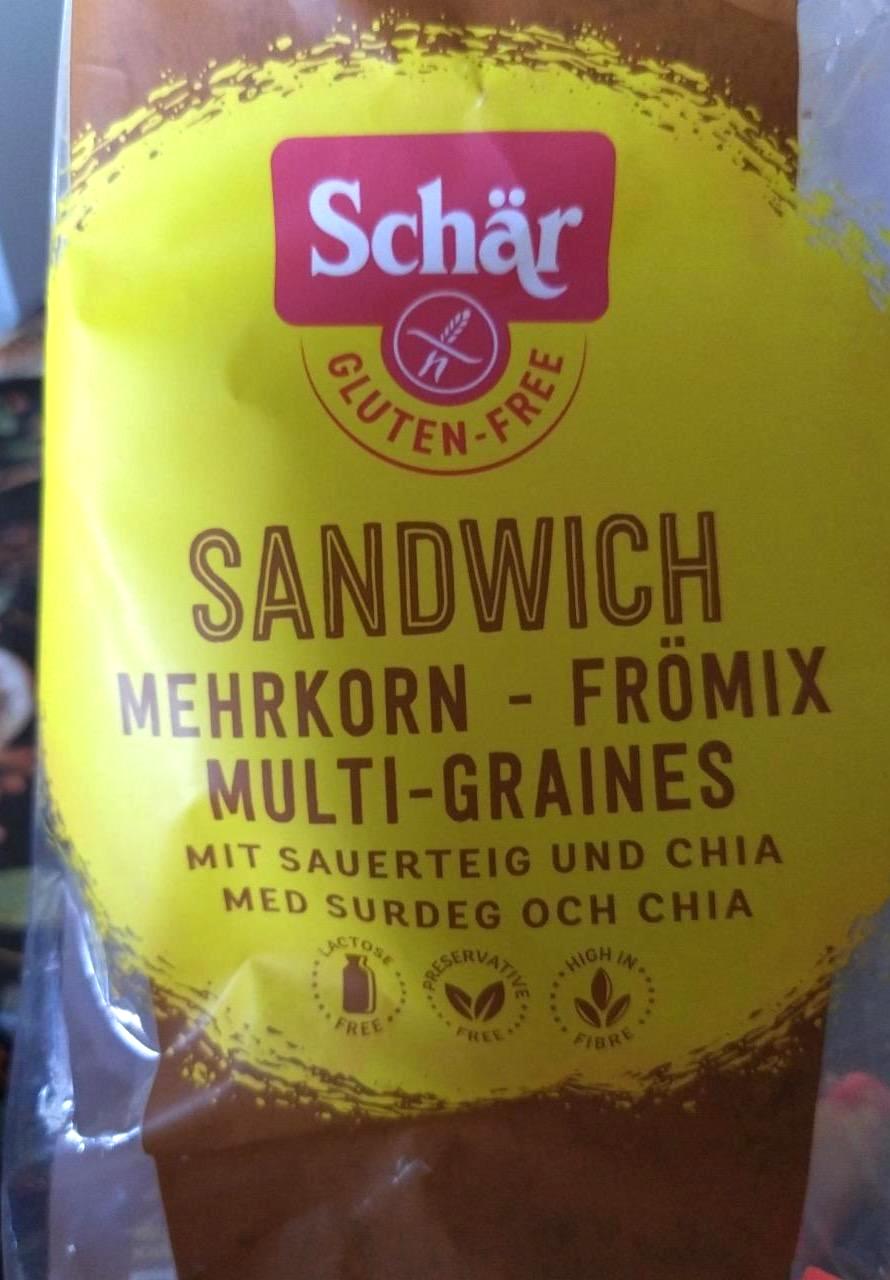 Schär
GLUTEN-FREE
SANDWICH
MEHRKORN - FRÖMIX
MULTI-GRAINES
MIT SAUERTEIG UND CHIA
MED SURDEG OCH CHIA
LACTOSE FREE
PRESERVATIVE FREE
HIGH IN FIBRE